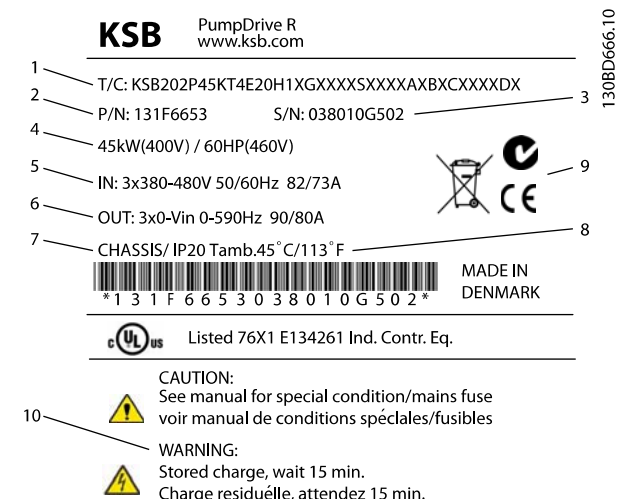 KSB PumpDrive R
www.ksb.com
130BD666.10
1 T/C: KSB202P45KT4E20H1XGXXXXSXXXXAXBXCXXXXDX
2 P/N: 131F6653 S/N: 038010G502 3
4 45kW(400V) / 60HP(460V)
5 IN: 3x380-480V 50/60Hz 82/73A
9
CE
6 OUT: 3x0-Vin 0-590Hz 90/80A
7 CHASSIS/ IP20 Tamb.45˚C/113˚F 8
*131F6653038010G502*
MADE IN
DENMARK
c UL us Listed 76X1 E134261 Ind. Contr. Eq.
CAUTION:
See manual for special condition/mains fuse
voir manual de conditions spéclales/fusibles
10 WARNING:
Stored charge, wait 15 min.
Charge residuélle, attendez 15 min.